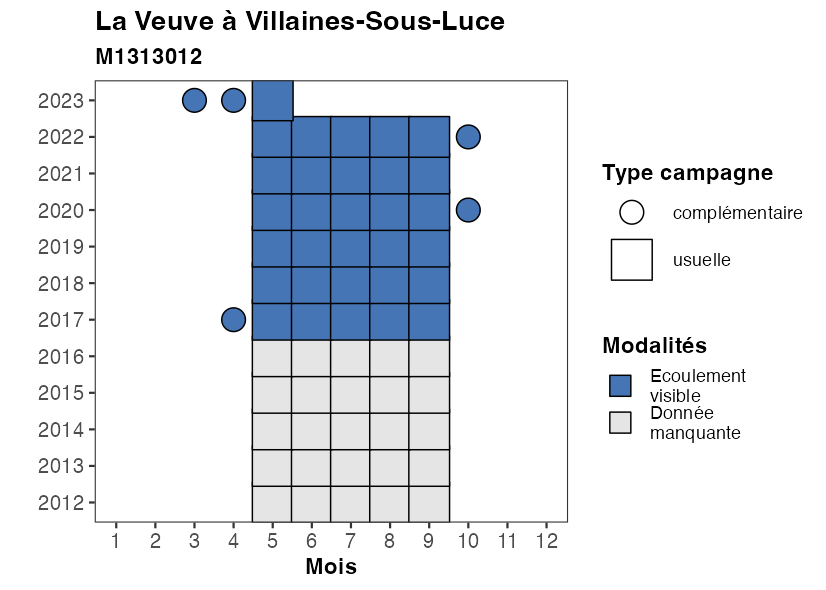 La Veuve à Villaines-Sous-Luce
M1313012
2023
2022
2021
2020
2019
2018
2017
2016
2015
2014
2013
2012
1 2 3 4 5 6 7 8 9 10 11 12
Mois
Type campagne
complémentaire
usuelle
Modalités
Ecoulement
visible
Donnée
manquante